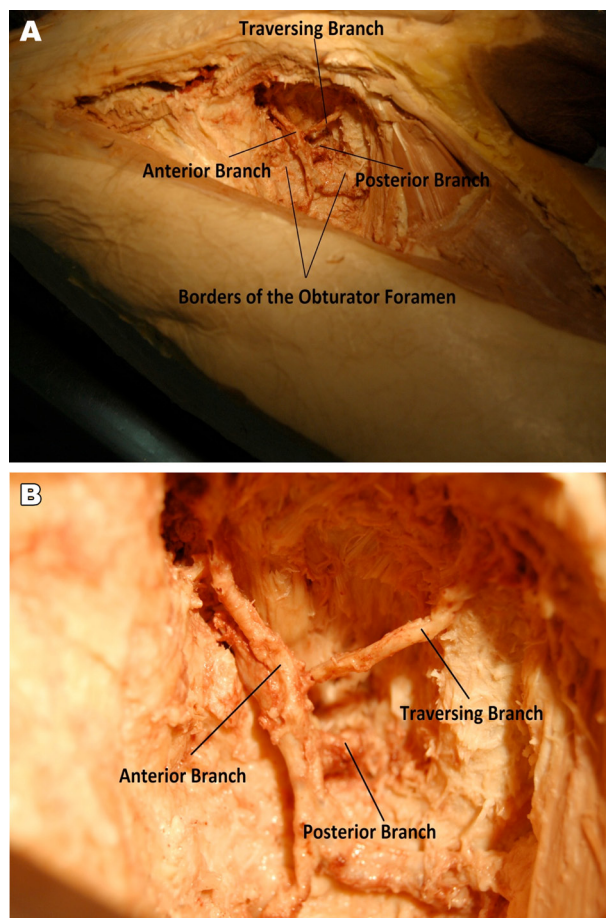 A
Traversing Branch
Anterior Branch
Posterior Branch
Borders of the Obturator Foramen
B
Traversing Branch
Anterior Branch
Posterior Branch